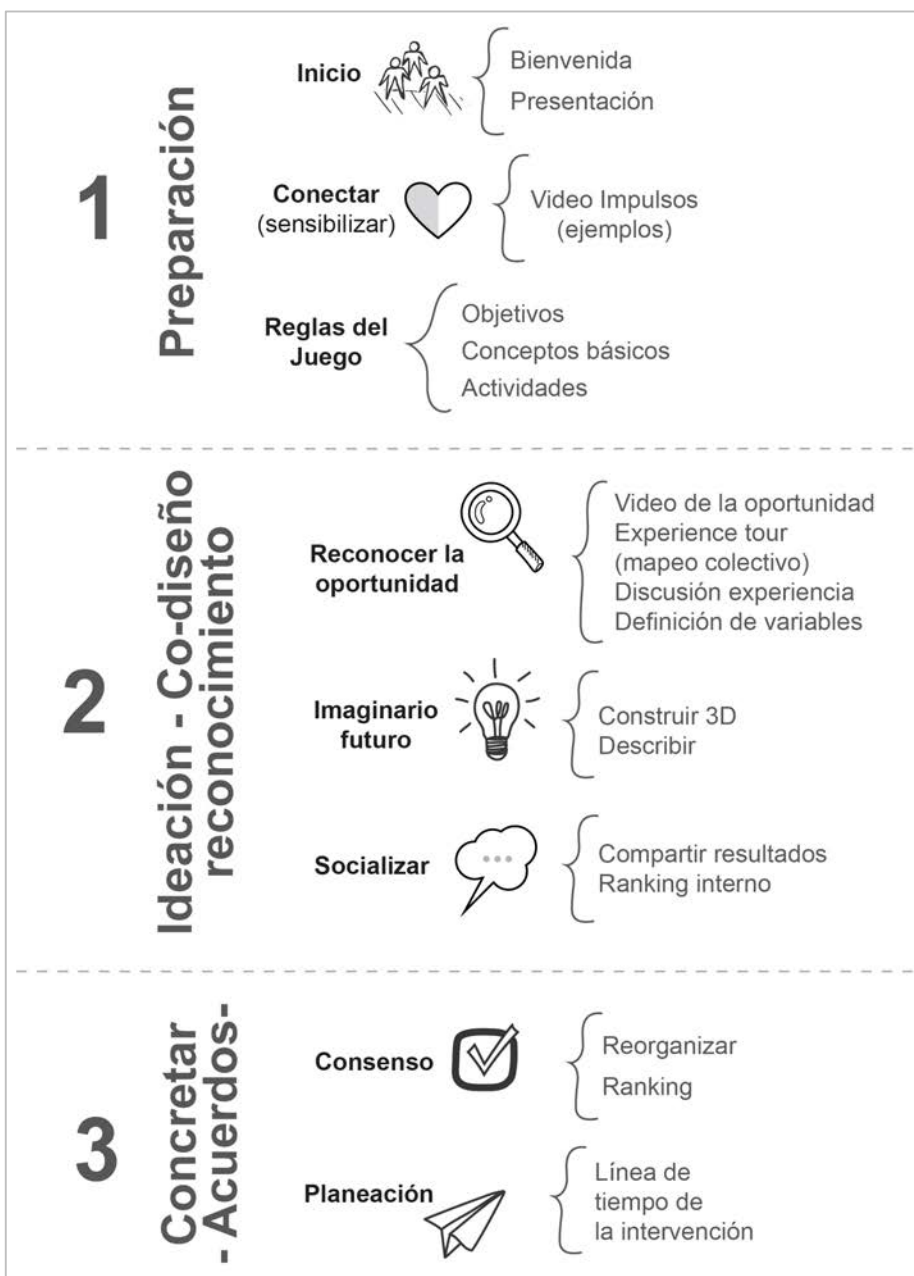 1
Preparación
Inicio
Bienvenida
Presentación
Conectar
(sensibilizar)
Video Impulsos
(ejemplos)
Reglas del
Juego
Objetivos
Conceptos básicos
Actividades
2
Ideación - Co-diseño
reconocimiento
Reconocer la
oportunidad
Video de la oportunidad
Experience tour
(mapeo colectivo)
Discusión experiencia
Definición de variables
Imaginario
futuro
Construir 3D
Describir
Socializar
Compartir resultados
Ranking interno
3
Concretar
- Acuerdos-
Consenso
Reorganizar
Ranking
Planeación
Línea de
tiempo de
la intervención